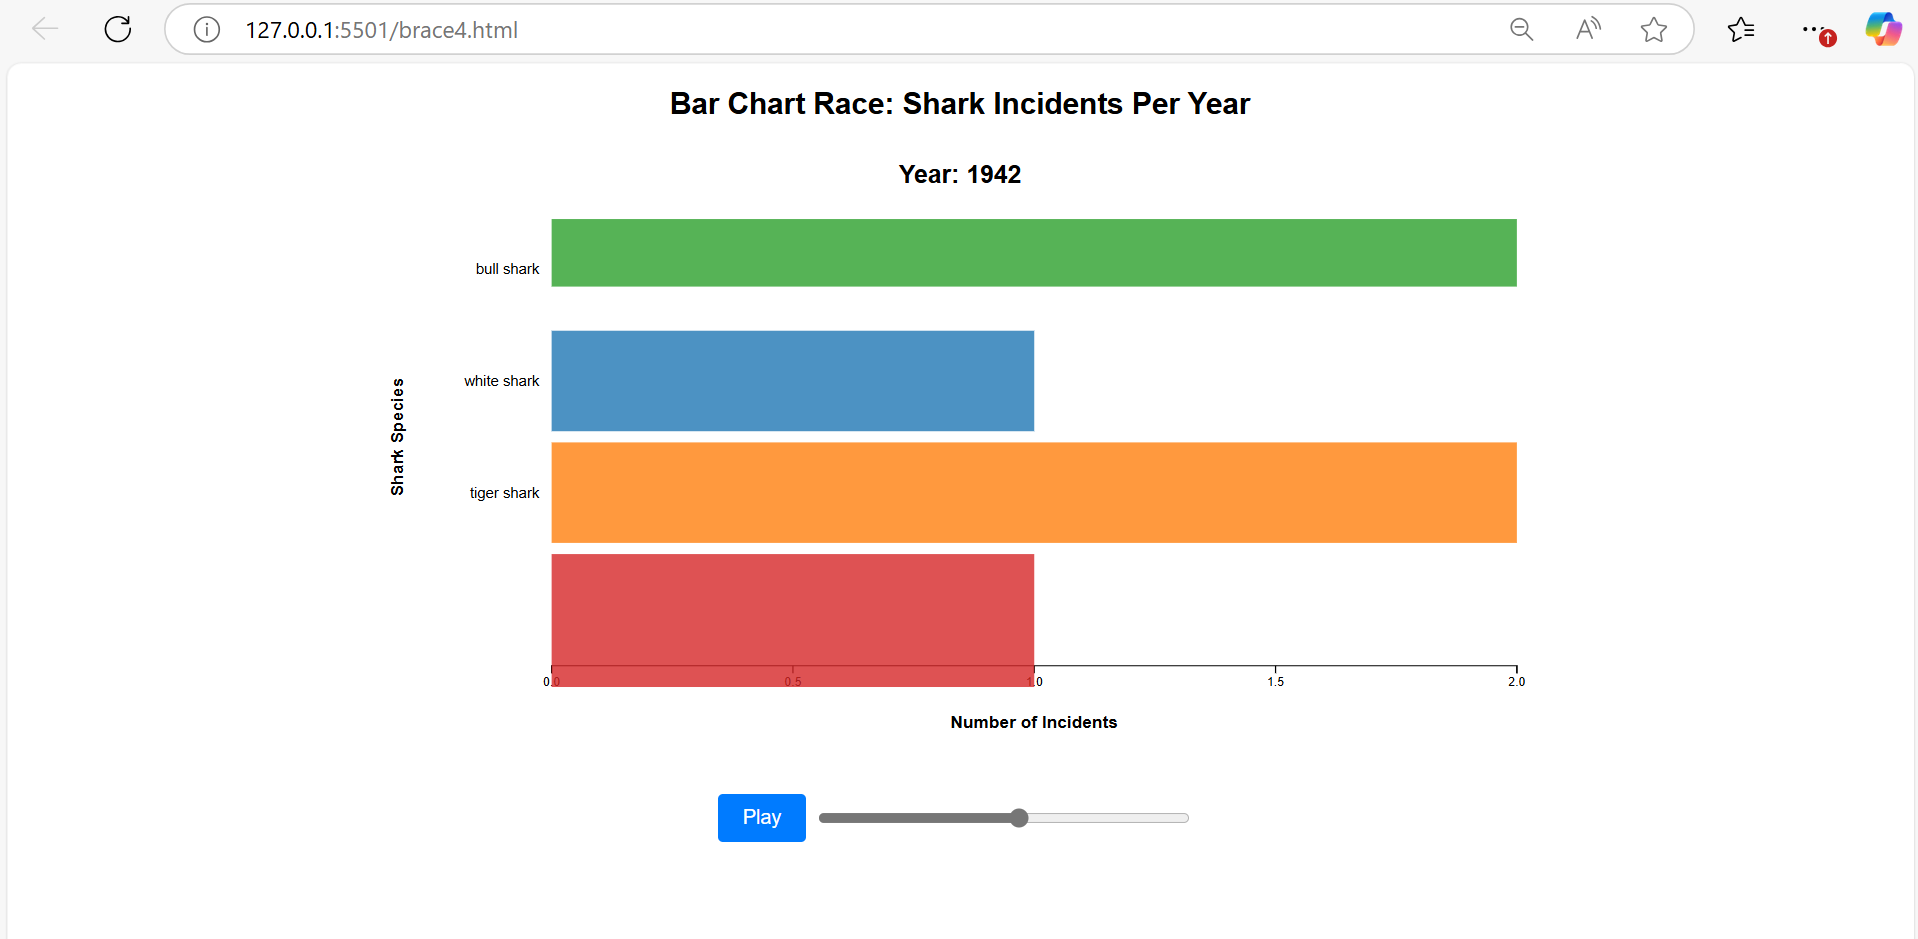 127.0.0.1:5501/brace4.html
Bar Chart Race: Shark Incidents Per Year
Year: 1942
bull shark
white shark
Shark Species
tiger shark
0.0 0.5 1.0 1.5 2.0
Number of Incidents
Play